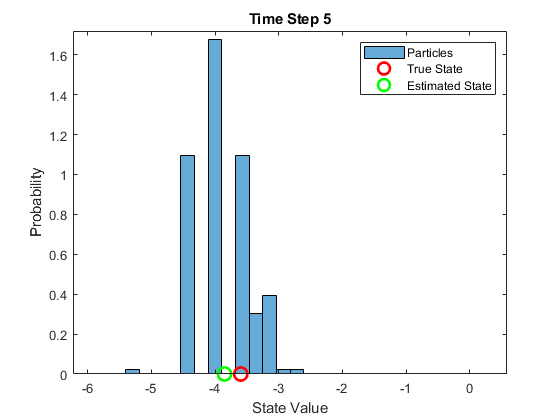 Time Step 5
Particles
True State
Estimated State
1.6
1.4
1.2
1
0.8
0.6
0.4
0.2
0
Probability
-6 -5 -4 -3 -2 -1 0
State Value